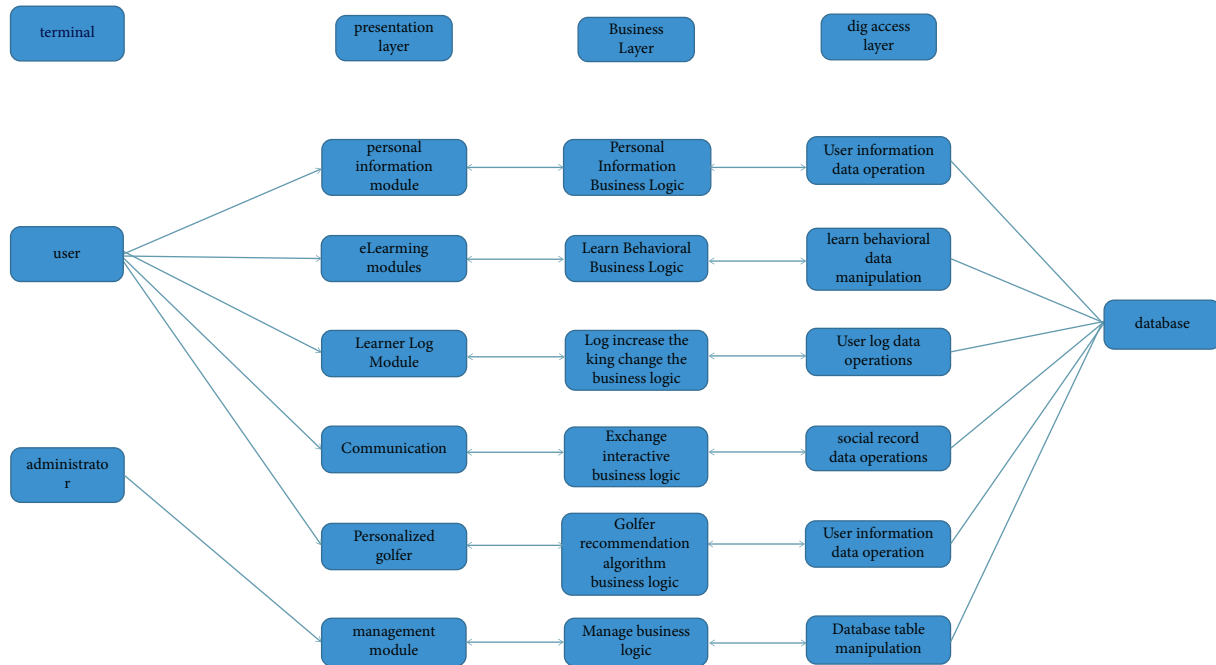 terminal
presentation
layer
Business
Layer
dig access
layer
personal
information
module
Personal
Information
Business Logic
User information
data operation
user
eLearming
modules
Learn Behavioral
Business Logic
learn behavioral
data
manipulation
database
Learner Log
Module
Log increase the
king change the
business logic
User log data
operations
administrato
r
Communication
Exchange
interactive
business logic
social record
data operations
Personalized
golfer
Golfer
recommendation
algorithm
business logic
User information
data operation
management
module
Manage business
logic
Database table
manipulation